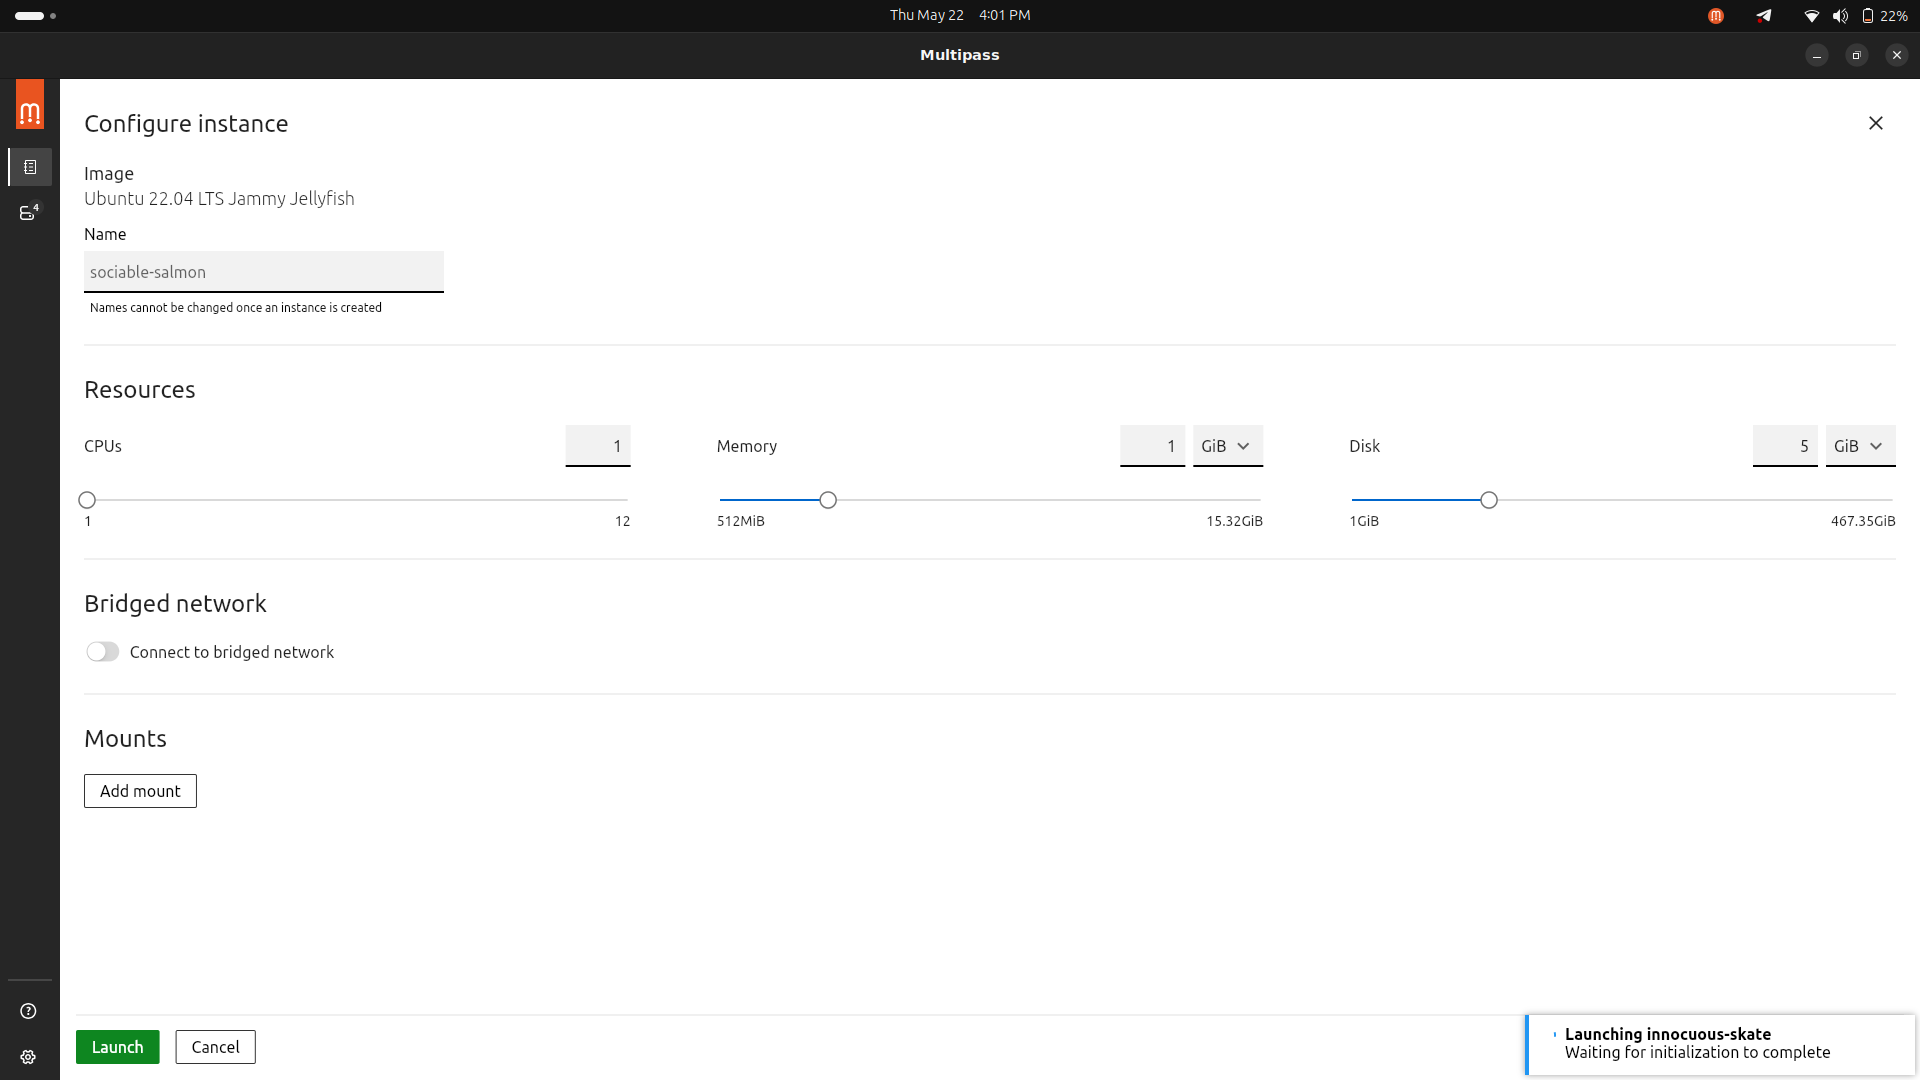 Thu May 22 4:01 PM
22%
Multipass
Configure instance
Image
Ubuntu 22.04 LTS Jammy Jellyfish
4
Name
sociable-salmon
Names cannot be changed once an instance is created
Resources
CPUs 1
Memory 1 GiB
Disk 5 GiB
1 12
512MiB 15.32GiB
1GiB 467.35GiB
Bridged network
Connect to bridged network
Mounts
Add mount
Launch
Cancel
Launching innocuous-skate
Waiting for initialization to complete